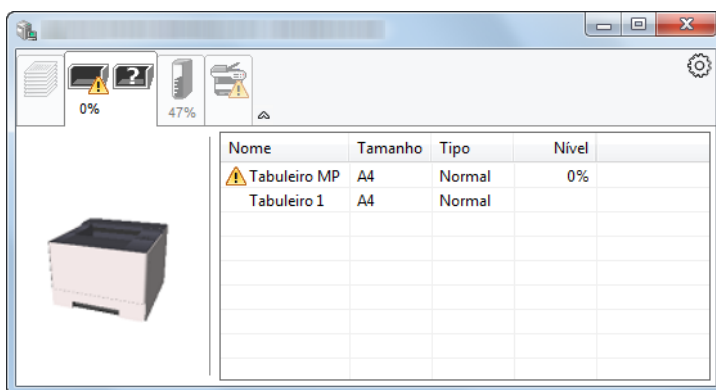 0%
47%
Nome Tamanho Tipo Nível
Tabuleiro MP A4 Normal 0%
Tabuleiro 1 A4 Normal